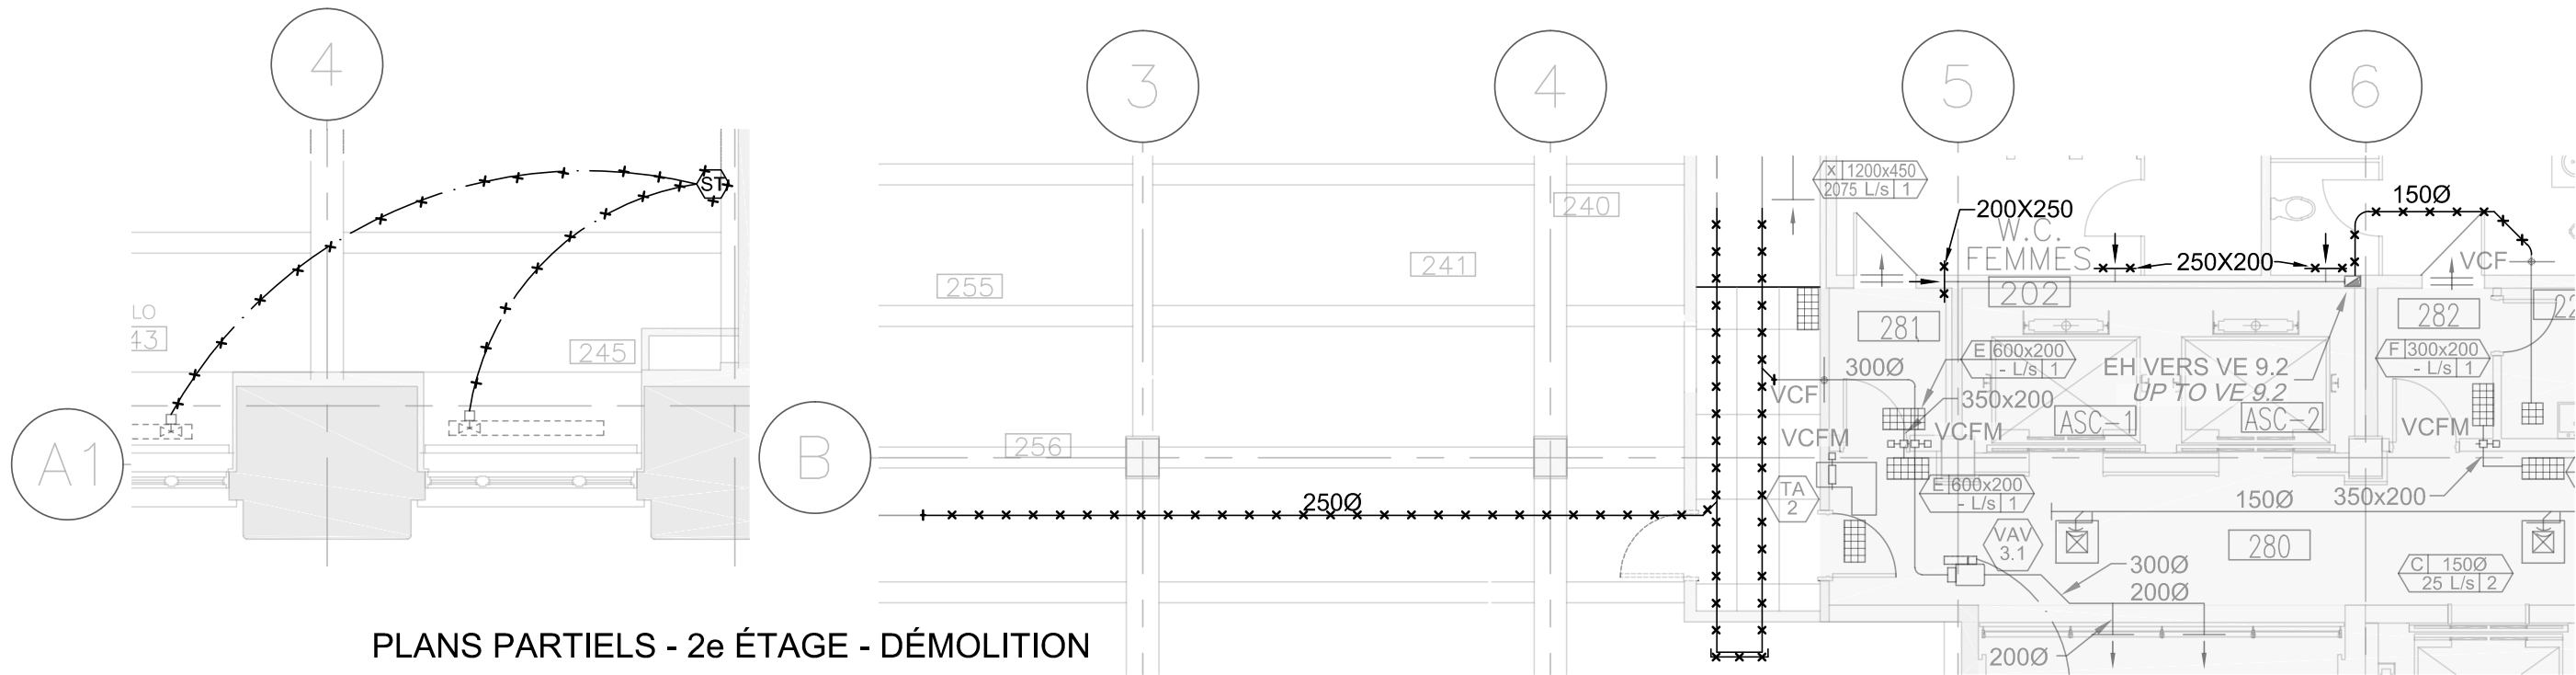 4
3
4
5
6
X 1200x450
2075 L/s 1
200X250
150Ø
240
W.C.
FEMMES
250X200
VCF
ST
241
255
202
281
282
LO
43
245
E 600x200
- L/s 1
F 300x200
- L/s 1
300Ø
EH VERS VE 9.2
UP TO VE 9.2
VCF
350x200
ASC-1
ASC-2
VCFM
VCFM
VCFM
A1
B
256
250Ø
TA
2
E 600x200
- L/s 1
150Ø
350x200
VAV
3.1
280
300Ø
200Ø
C 150Ø
25 L/s 2
PLANS PARTIELS - 2e ÉTAGE - DÉMOLITION
200Ø